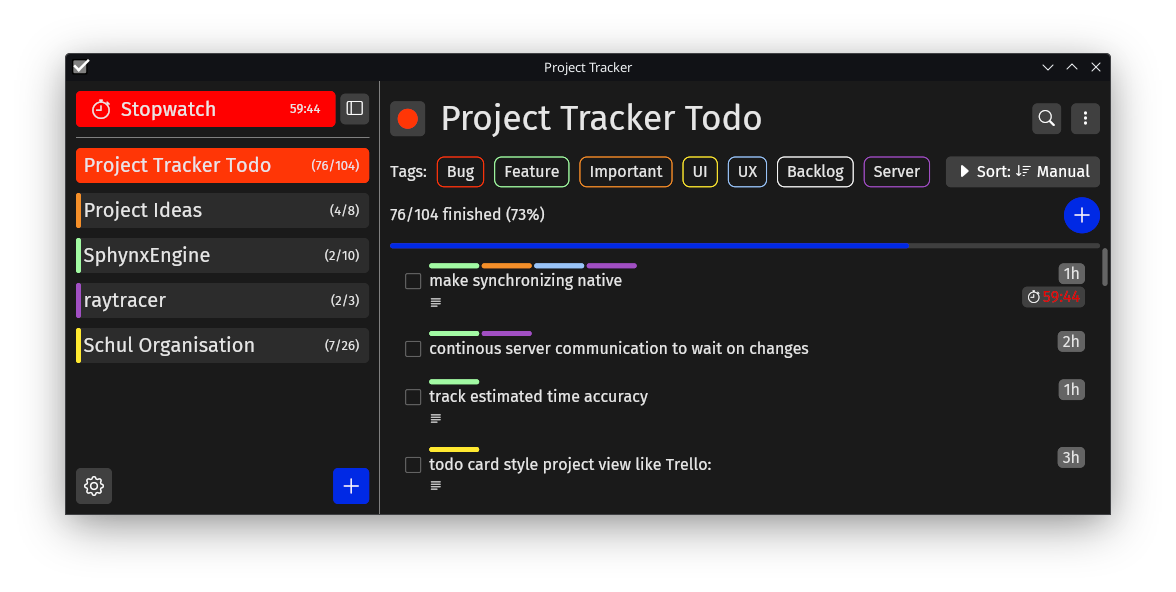 Project Tracker
Stopwatch 59:44
Project Tracker Todo (76/104)
Project Ideas (4/8)
SphynxEngine (2/10)
raytracer (2/3)
Schul Organisation (7/26)
Project Tracker Todo
Tags: Bug Feature Important UI UX Backlog Server Sort: Manual
76/104 finished (73%)
make synchronizing native 1h
59:44
continous server communication to wait on changes 2h
track estimated time accuracy 1h
todo card style project view like Trello: 3h